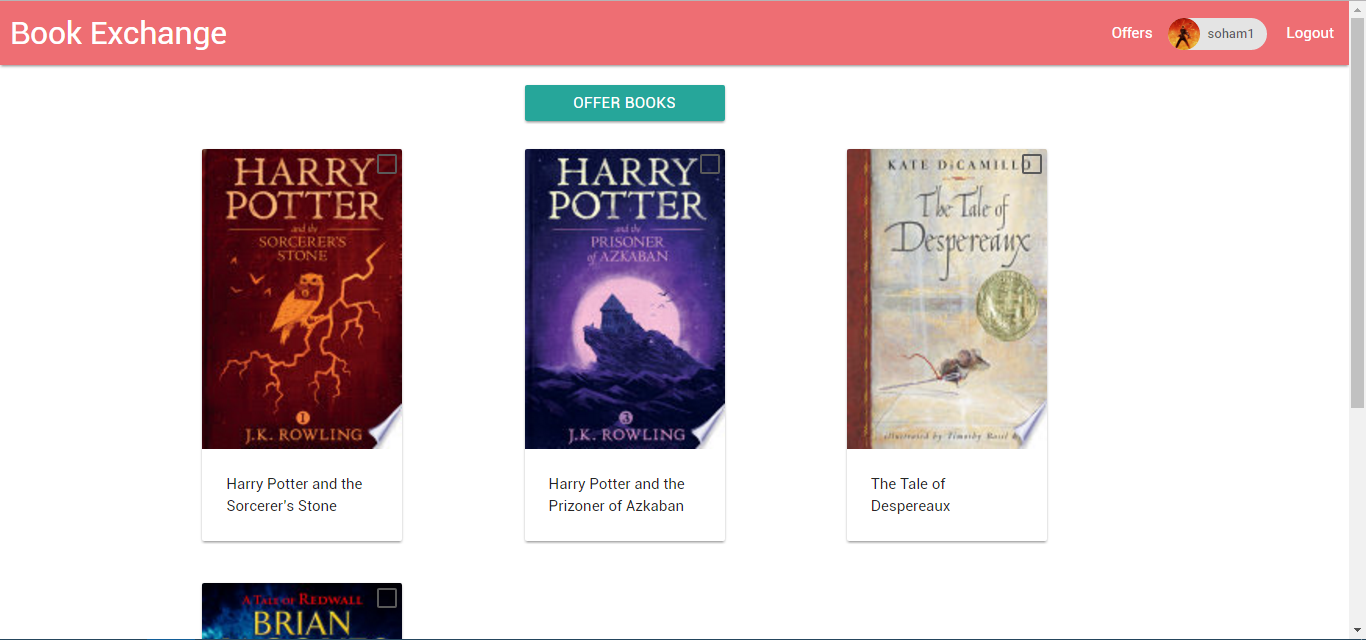 Book Exchange
Offers
soham1
Logout
OFFER BOOKS
HARRY
POTTER
and the
SORCERER'S
STONE
1
J.K. ROWLING
Harry Potter and the
Sorcerer's Stone
HARRY
POTTER
and the
PRISONER
of AZKABAN
3
J.K. ROWLING
Harry Potter and the
Prizoner of Azkaban
KATE DiCAMILLO
The Tale of
Despereaux
illustrated by Timothy Basil
The Tale of
Despereaux
A TALE OF REDWALL
BRIAN